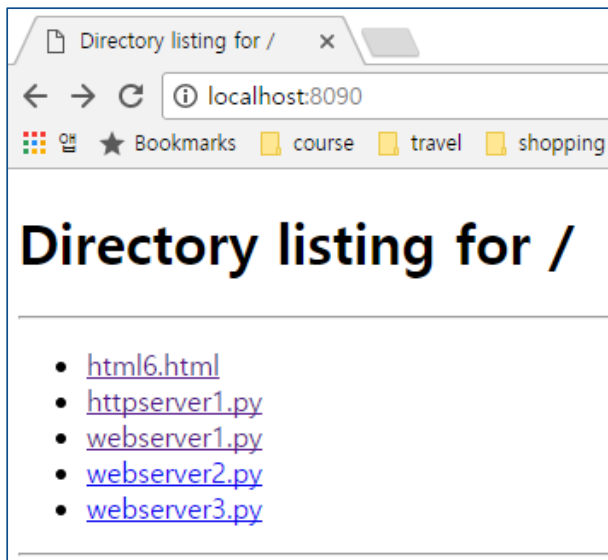 Directory listing for /
localhost:8090
앱 Bookmarks course travel shopping
Directory listing for /
html6.html
httpserver1.py
webserver1.py
webserver2.py
webserver3.py